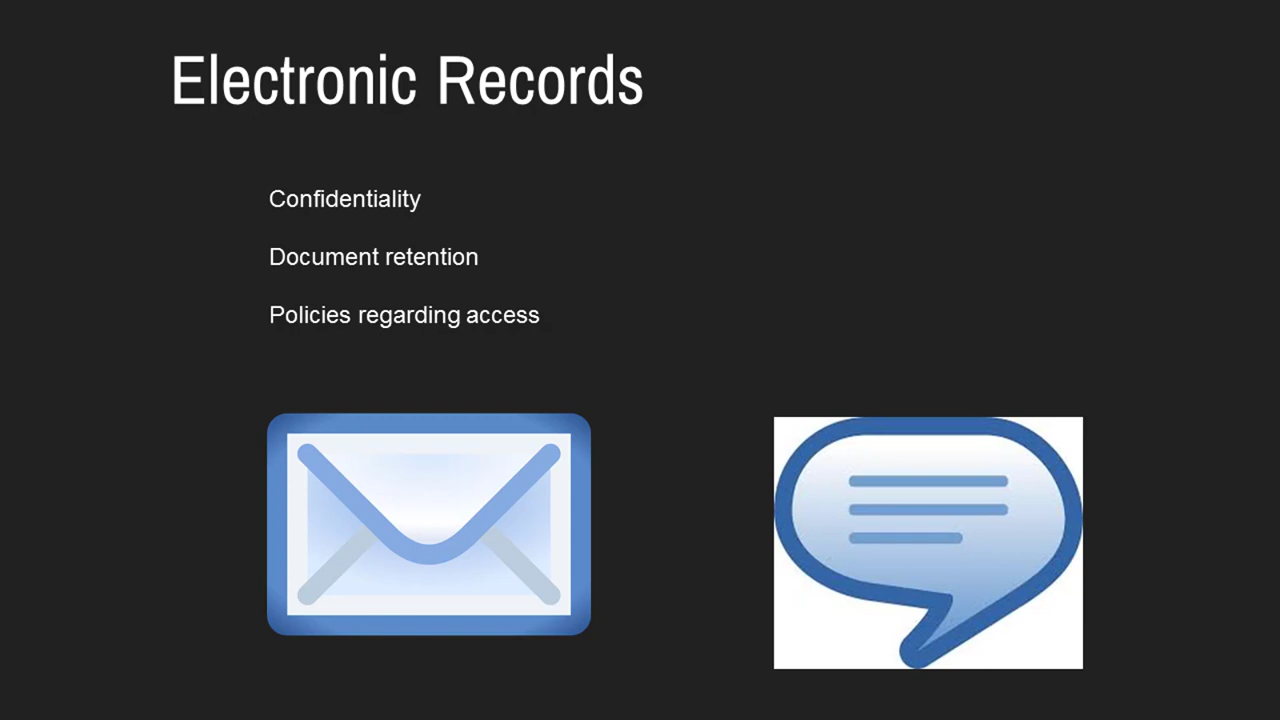 Electronic Records
Confidentiality
Document retention
Policies regarding access